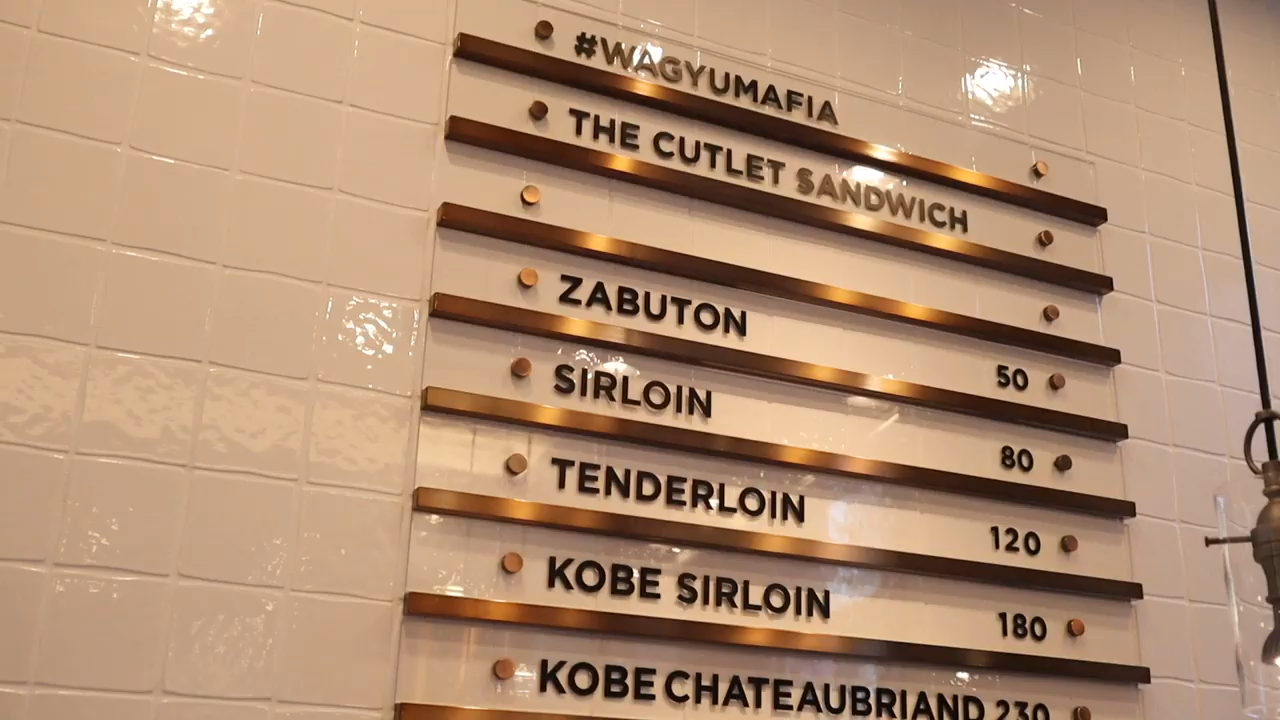 #WAGYUMAFIA
THE CUTLET SANDWICH
ZABUTON 50
SIRLOIN 80
TENDERLOIN 120
KOBE SIRLOIN 180
KOBE CHATEAUBRIAND 230